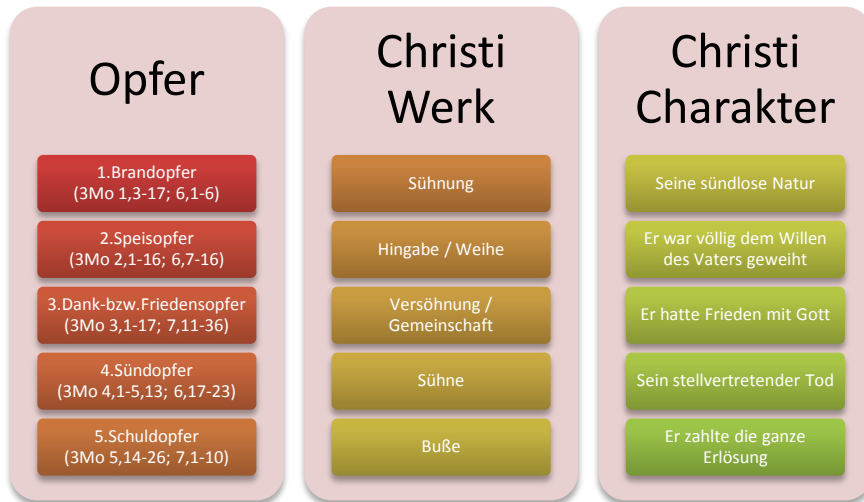 Opfer
1.Brandopfer
(3Mo 1,3-17; 6,1-6)
2.Speisopfer
(3Mo 2,1-16; 6,7-16)
3.Dank-bzw.Friedensopfer
(3Mo 3,1-17; 7,11-36)
4.Sündopfer
(3Mo 4,1-5,13; 6,17-23)
5.Schuldopfer
(3Mo 5,14-26; 7,1-10)
Christi
Werk
Sühnung
Hingabe / Weihe
Versöhnung /
Gemeinschaft
Sühne
Buße
Christi
Charakter
Seine sündlose Natur
Er war völlig dem Willen
des Vaters geweiht
Er hatte Frieden mit Gott
Sein stellvertretender Tod
Er zahlte die ganze
Erlösung